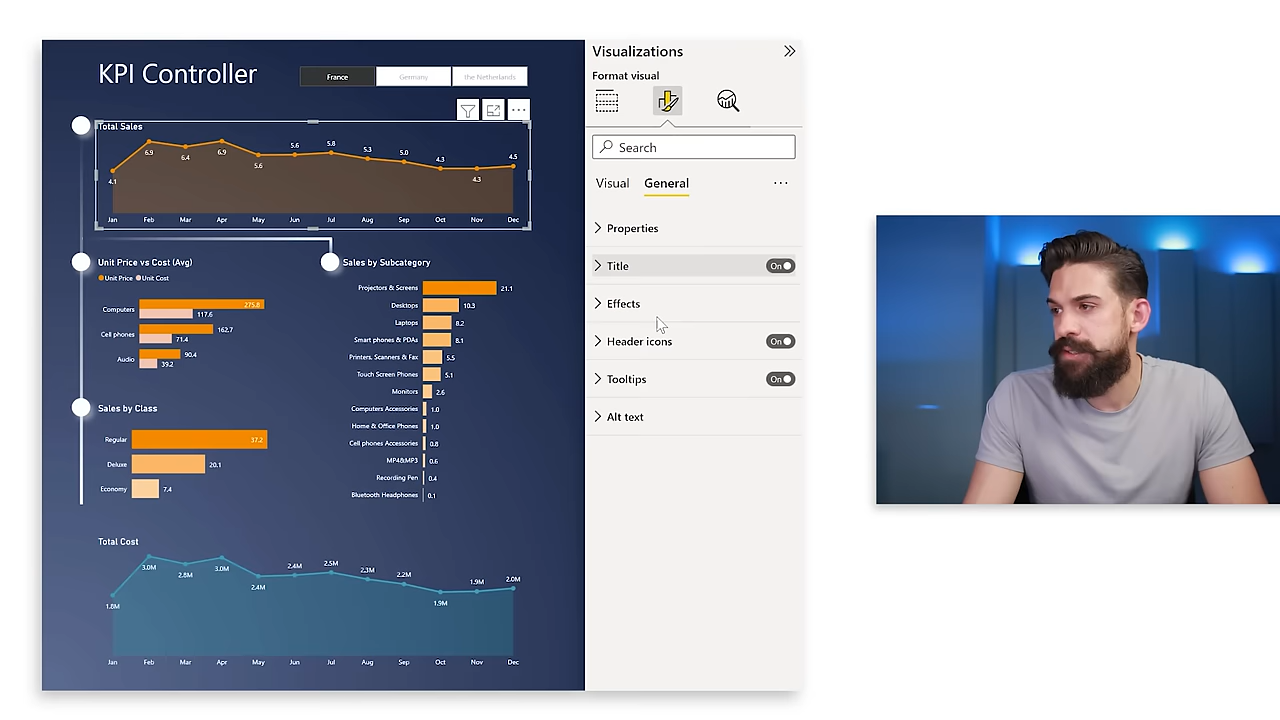 KPI Controller
France
Germany
the Netherlands
Total Sales
4.1
6.9
6.4
6.9
5.6
5.6
5.8
5.3
5.0
4.3
4.3
4.5
Jan Feb Mar Apr May Jun Jul Aug Sep Oct Nov Dec
Unit Price vs Cost (Avg)
Unit Price Unit Cost
Computers 275.8
117.6
Cell phones 162.7
71.4
Audio 90.4
39.2
Sales by Class
Regular 37.2
Deluxe 20.1
Economy 7.4
Sales by Subcategory
Projectors & Screens 21.1
Desktops 10.3
Laptops 8.2
Smart phones & PDAs 8.1
Printers, Scanners & Fax 5.5
Touch Screen Phones 5.1
Monitors 2.6
Computers Accessories 1.0
Home & Office Phones 1.0
Cell phones Accessories 0.8
MP4&MP3 0.6
Recording Pen 0.4
Bluetooth Headphones 0.1
Total Cost
1.8M
3.0M
2.8M
3.0M
2.4M
2.4M
2.5M
2.3M
2.2M
1.9M
1.9M
2.0M
Jan Feb Mar Apr May Jun Jul Aug Sep Oct Nov Dec
Visualizations
Format visual
Search
Visual General
Properties
Title On
Effects
Header icons On
Tooltips On
Alt text